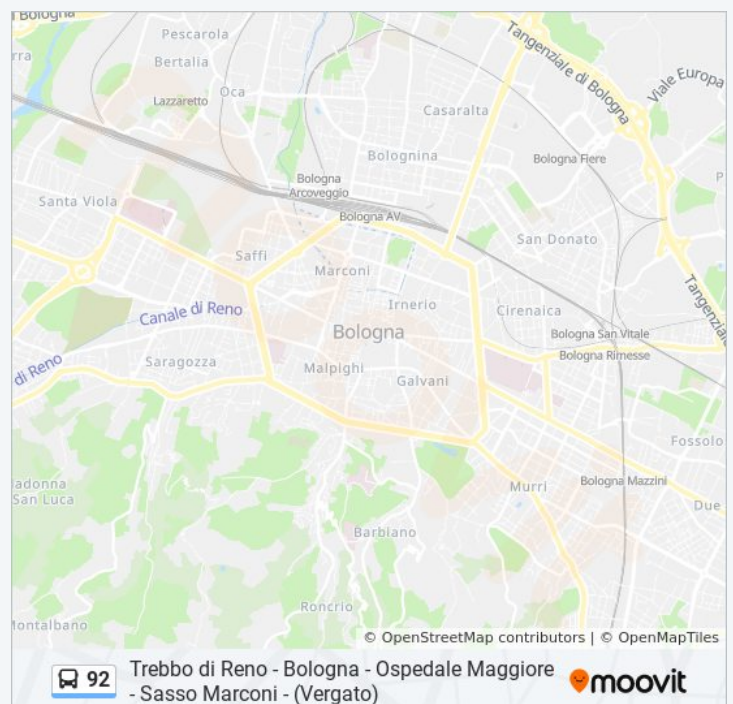 Bologna
Pescarola
Bertalia
Tangenziale di Bologna
Viale Europa
Lazzaretto
Oca
Casaralta
Bolognina
Bologna Fiere
Bologna
Arcoveggio
Santa Viola
Bologna AV
San Donato
Saffi
Marconi
Irnerio
Canale di Reno
Cirenaica
Tangenziale
Bologna
Bologna San Vitale
Bologna Rimesse
Saragozza
di Reno
Malpighi
Galvani
Fossolo
Murri
Bologna Mazzini
San Luca
Due
Barbiano
Roncrio
© OpenStreetMap contributors | © OpenMapTiles
92 Trebbo di Reno - Bologna - Ospedale Maggiore
- Sasso Marconi - (Vergato)
moovit